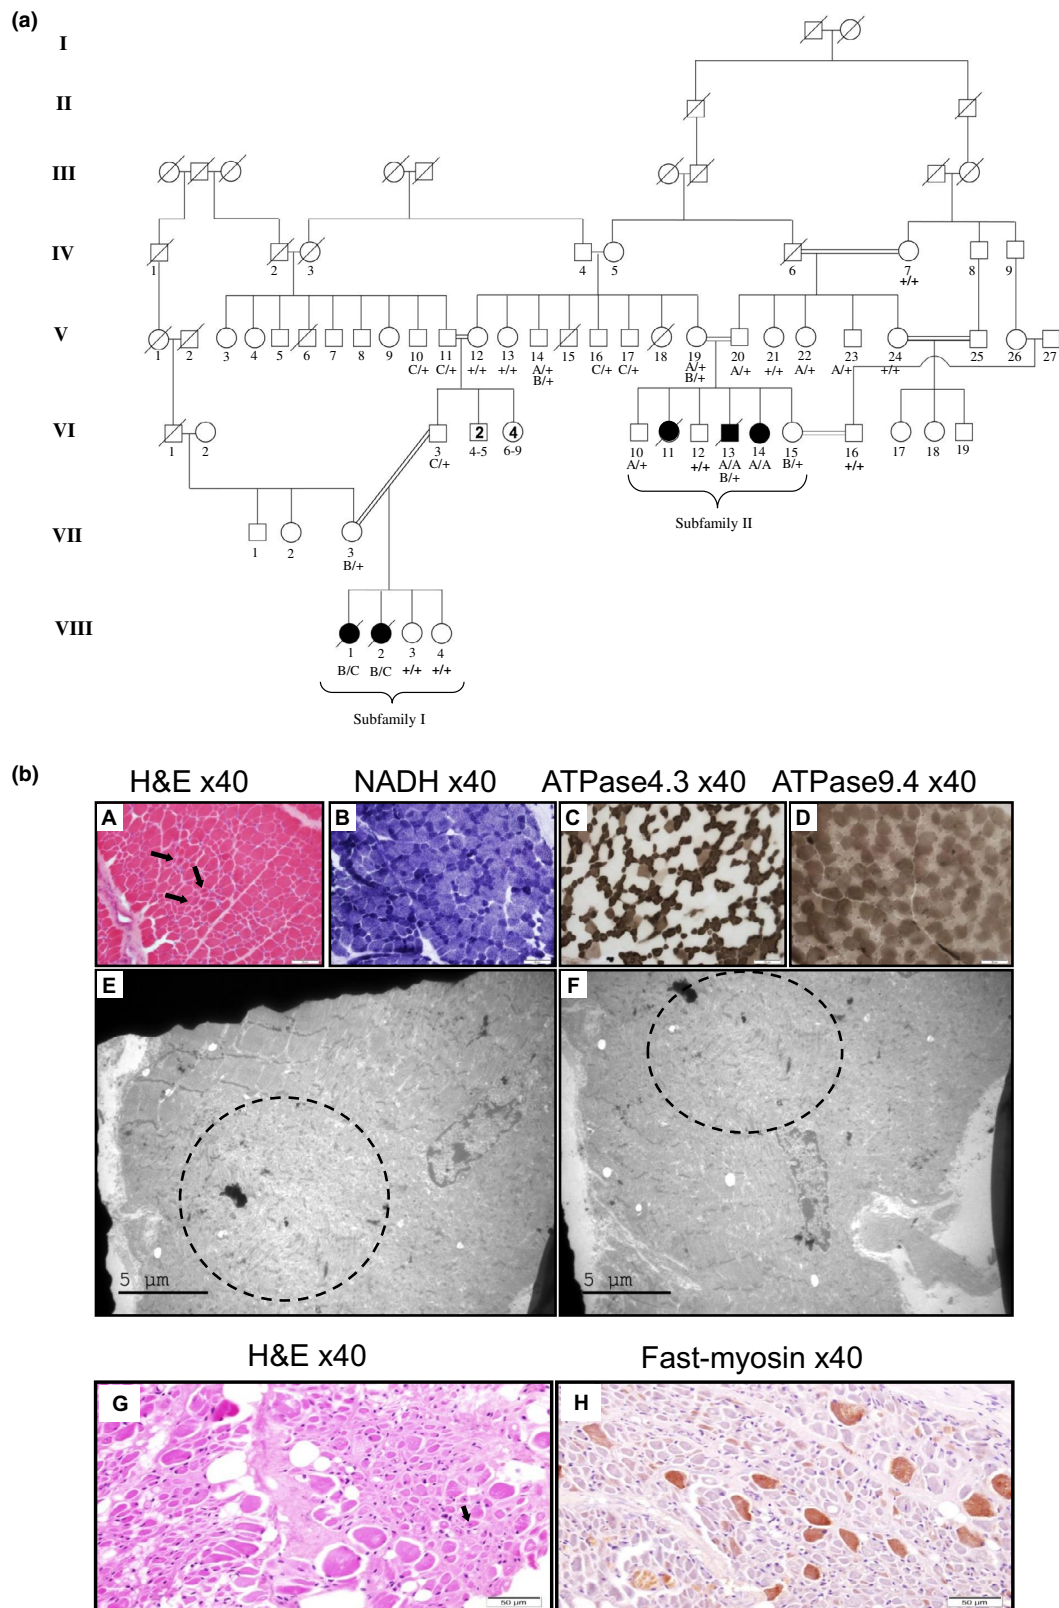 (a)
I
II
III
IV
1 2 3 4 5 6 7 8 9
+/+
V
1 2 3 4 5 6 7 8 9 10 11 12 13 14 15 16 17 18 19 20 21 22 23 24 25 26 27
C/+ C/+ +/+ +/+ A/+ C/+ C/+ A/+ A/+ +/+ A/+ A/+ +/+
B/+ B/+
VI
2 4
1 2 3 4-5 6-9 10 11 12 13 14 15 16 17 18 19
C/+ A/+ +/+ A/A A/A B/+ +/+
B/+
Subfamily II
VII
1 2 3
B/+
VIII
1 2 3 4
B/C B/C +/+ +/+
Subfamily I
(b)
H&E x40 NADH x40 ATPase4.3 x40 ATPase9.4 x40
A B C D
E F
5 µm 5 µm
H&E x40 Fast-myosin x40
G H
50 µm 50 µm